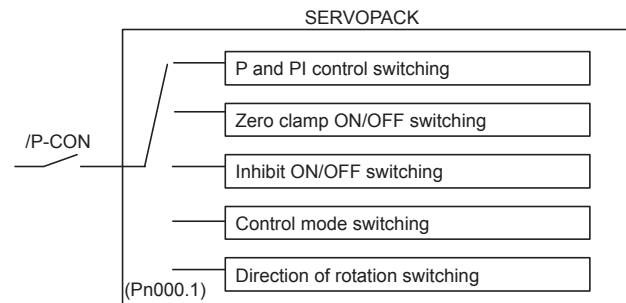 SERVOPACK
P and PI control switching
Zero clamp ON/OFF switching
/P-CON
Inhibit ON/OFF switching
Control mode switching
Direction of rotation switching
(Pn000.1)